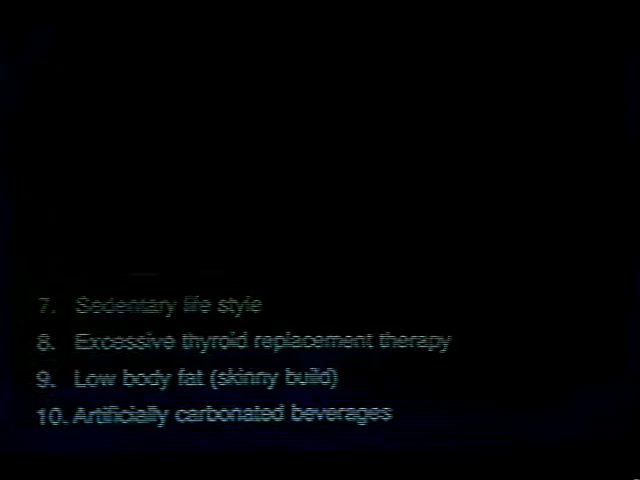 7. Sedentary life style
8. Excessive thyroid replacement therapy
9. Low body fat (skinny build)
10. Artificially carbonated beverages